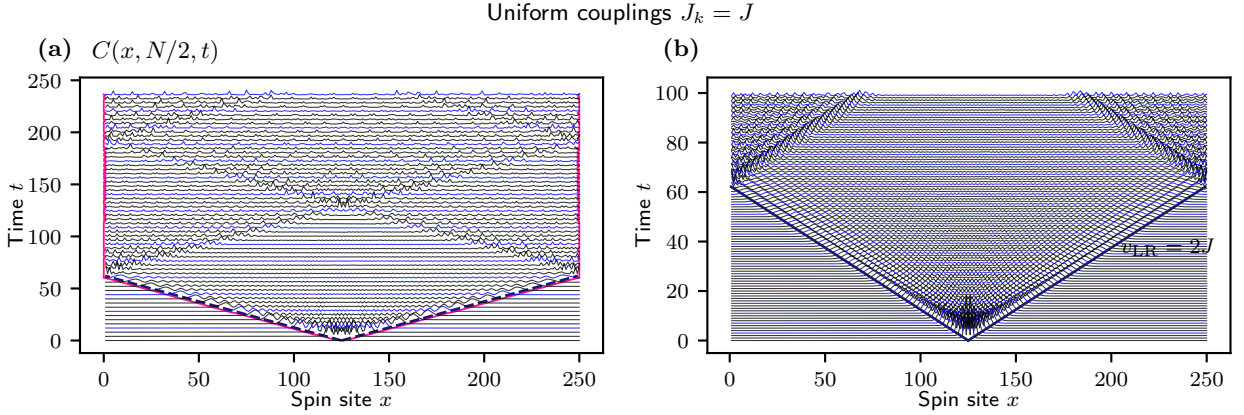 Uniform couplings $J_k = J$
(a) $C(x, N/2, t)$
(b)
Time $t$
250
200
150
100
50
0
0 50 100 150 200 250
Spin site $x$
Time $t$
100
80
60
40
20
0
$v_{\mathrm{LR}} = 2J$
0 50 100 150 200 250
Spin site $x$